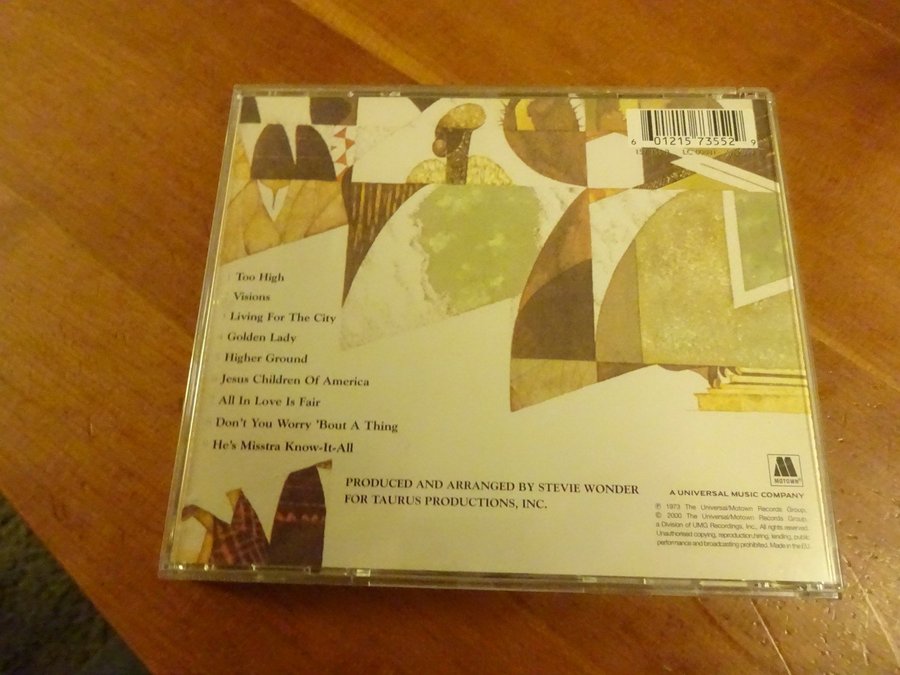 6 01215 73552 9
Too High
Visions
Living For The City
Golden Lady
Higher Ground
Jesus Children Of America
All In Love Is Fair
Don't You Worry 'Bout A Thing
He's Misstra Know-It-All
PRODUCED AND ARRANGED BY STEVIE WONDER
FOR TAURUS PRODUCTIONS, INC.
MOTOWN
A UNIVERSAL MUSIC COMPANY
℗ 1973 The Universal/Motown Records Group.
© 2000 The Universal/Motown Records Group,
a Division of UMG Recordings, Inc., All rights reserved.
Unauthorised copying, reproduction, hiring, lending, public
performance and broadcasting prohibited. Made in the EU.